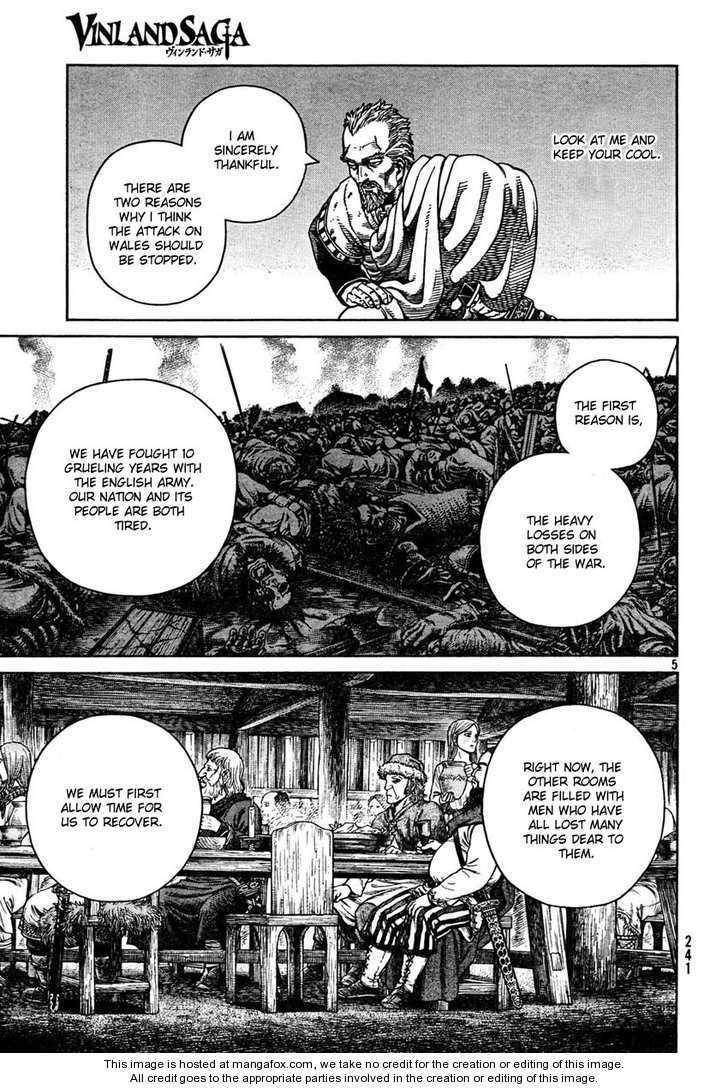 VINLAND SAGA
ヴィンランド・サガ
LOOK AT ME AND
KEEP YOUR COOL.
I AM
SINCERELY
THANKFUL.
THERE ARE
TWO REASONS
WHY I THINK
THE ATTACK ON
WALES SHOULD
BE STOPPED.
THE FIRST
REASON IS,
THE HEAVY
LOSSES ON
BOTH SIDES
OF THE WAR.
WE HAVE FOUGHT 10
GRUELING YEARS WITH
THE ENGLISH ARMY.
OUR NATION AND ITS
PEOPLE ARE BOTH
TIRED.
5
RIGHT NOW, THE
OTHER ROOMS
ARE FILLED WITH
MEN WHO HAVE
ALL LOST MANY
THINGS DEAR TO
THEM.
WE MUST FIRST
ALLOW TIME FOR
US TO RECOVER.
241
This image is hosted at mangafox.com, we take no credit for the creation or editing of this image.
All credit goes to the appropriate parties involved in the creation and editing of this image.